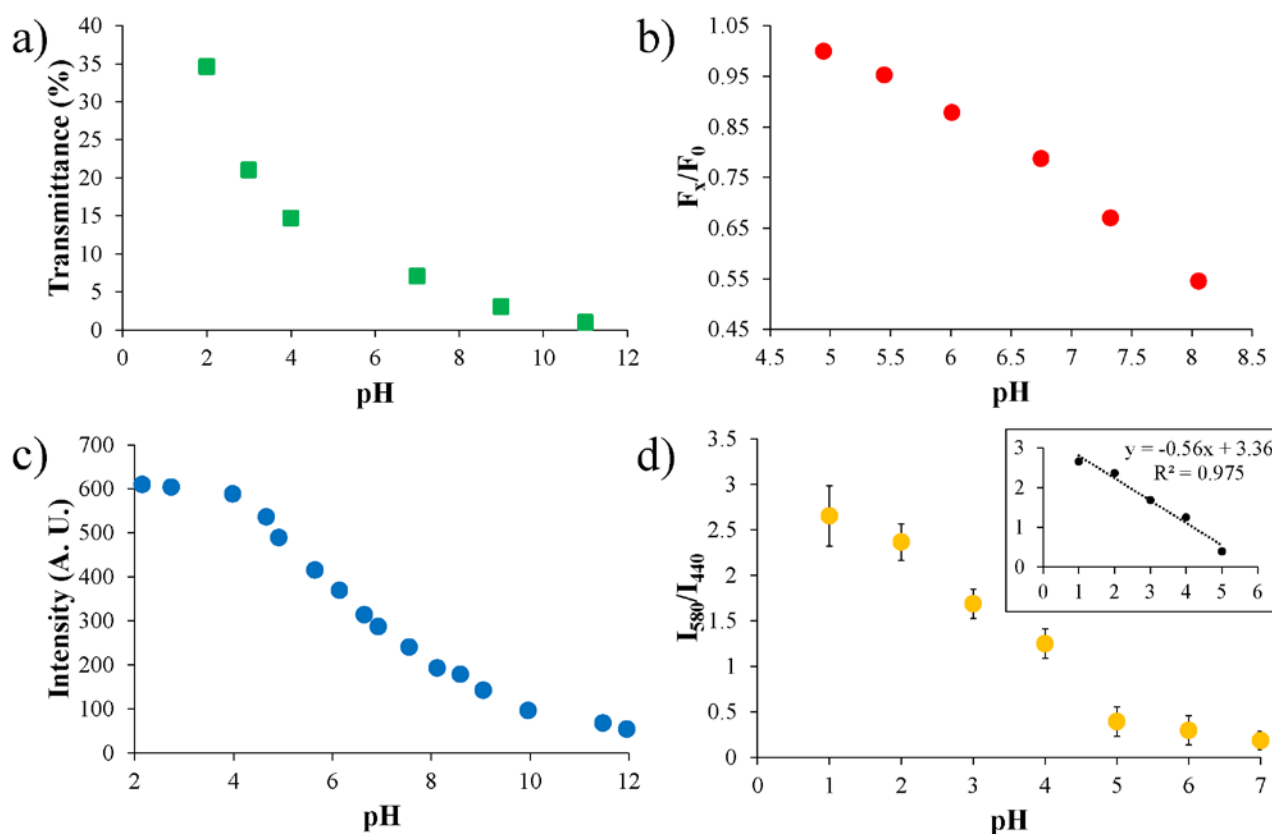 a)
Transmittance (%)
40
35
30
25
20
15
10
5
0
0 2 4 6 8 10 12
pH
b)
Fx/F0
1.05
0.95
0.85
0.75
0.65
0.55
0.45
4.5 5 5.5 6 6.5 7 7.5 8 8.5
pH
c)
Intensity (A. U.)
700
600
500
400
300
200
100
0
2 4 6 8 10 12
pH
d)
I580/I440
3.5
3
2.5
2
1.5
1
0.5
0
0 1 2 3 4 5 6 7
pH
y = -0.56x + 3.36
R² = 0.975
3
2
1
0
0 1 2 3 4 5 6